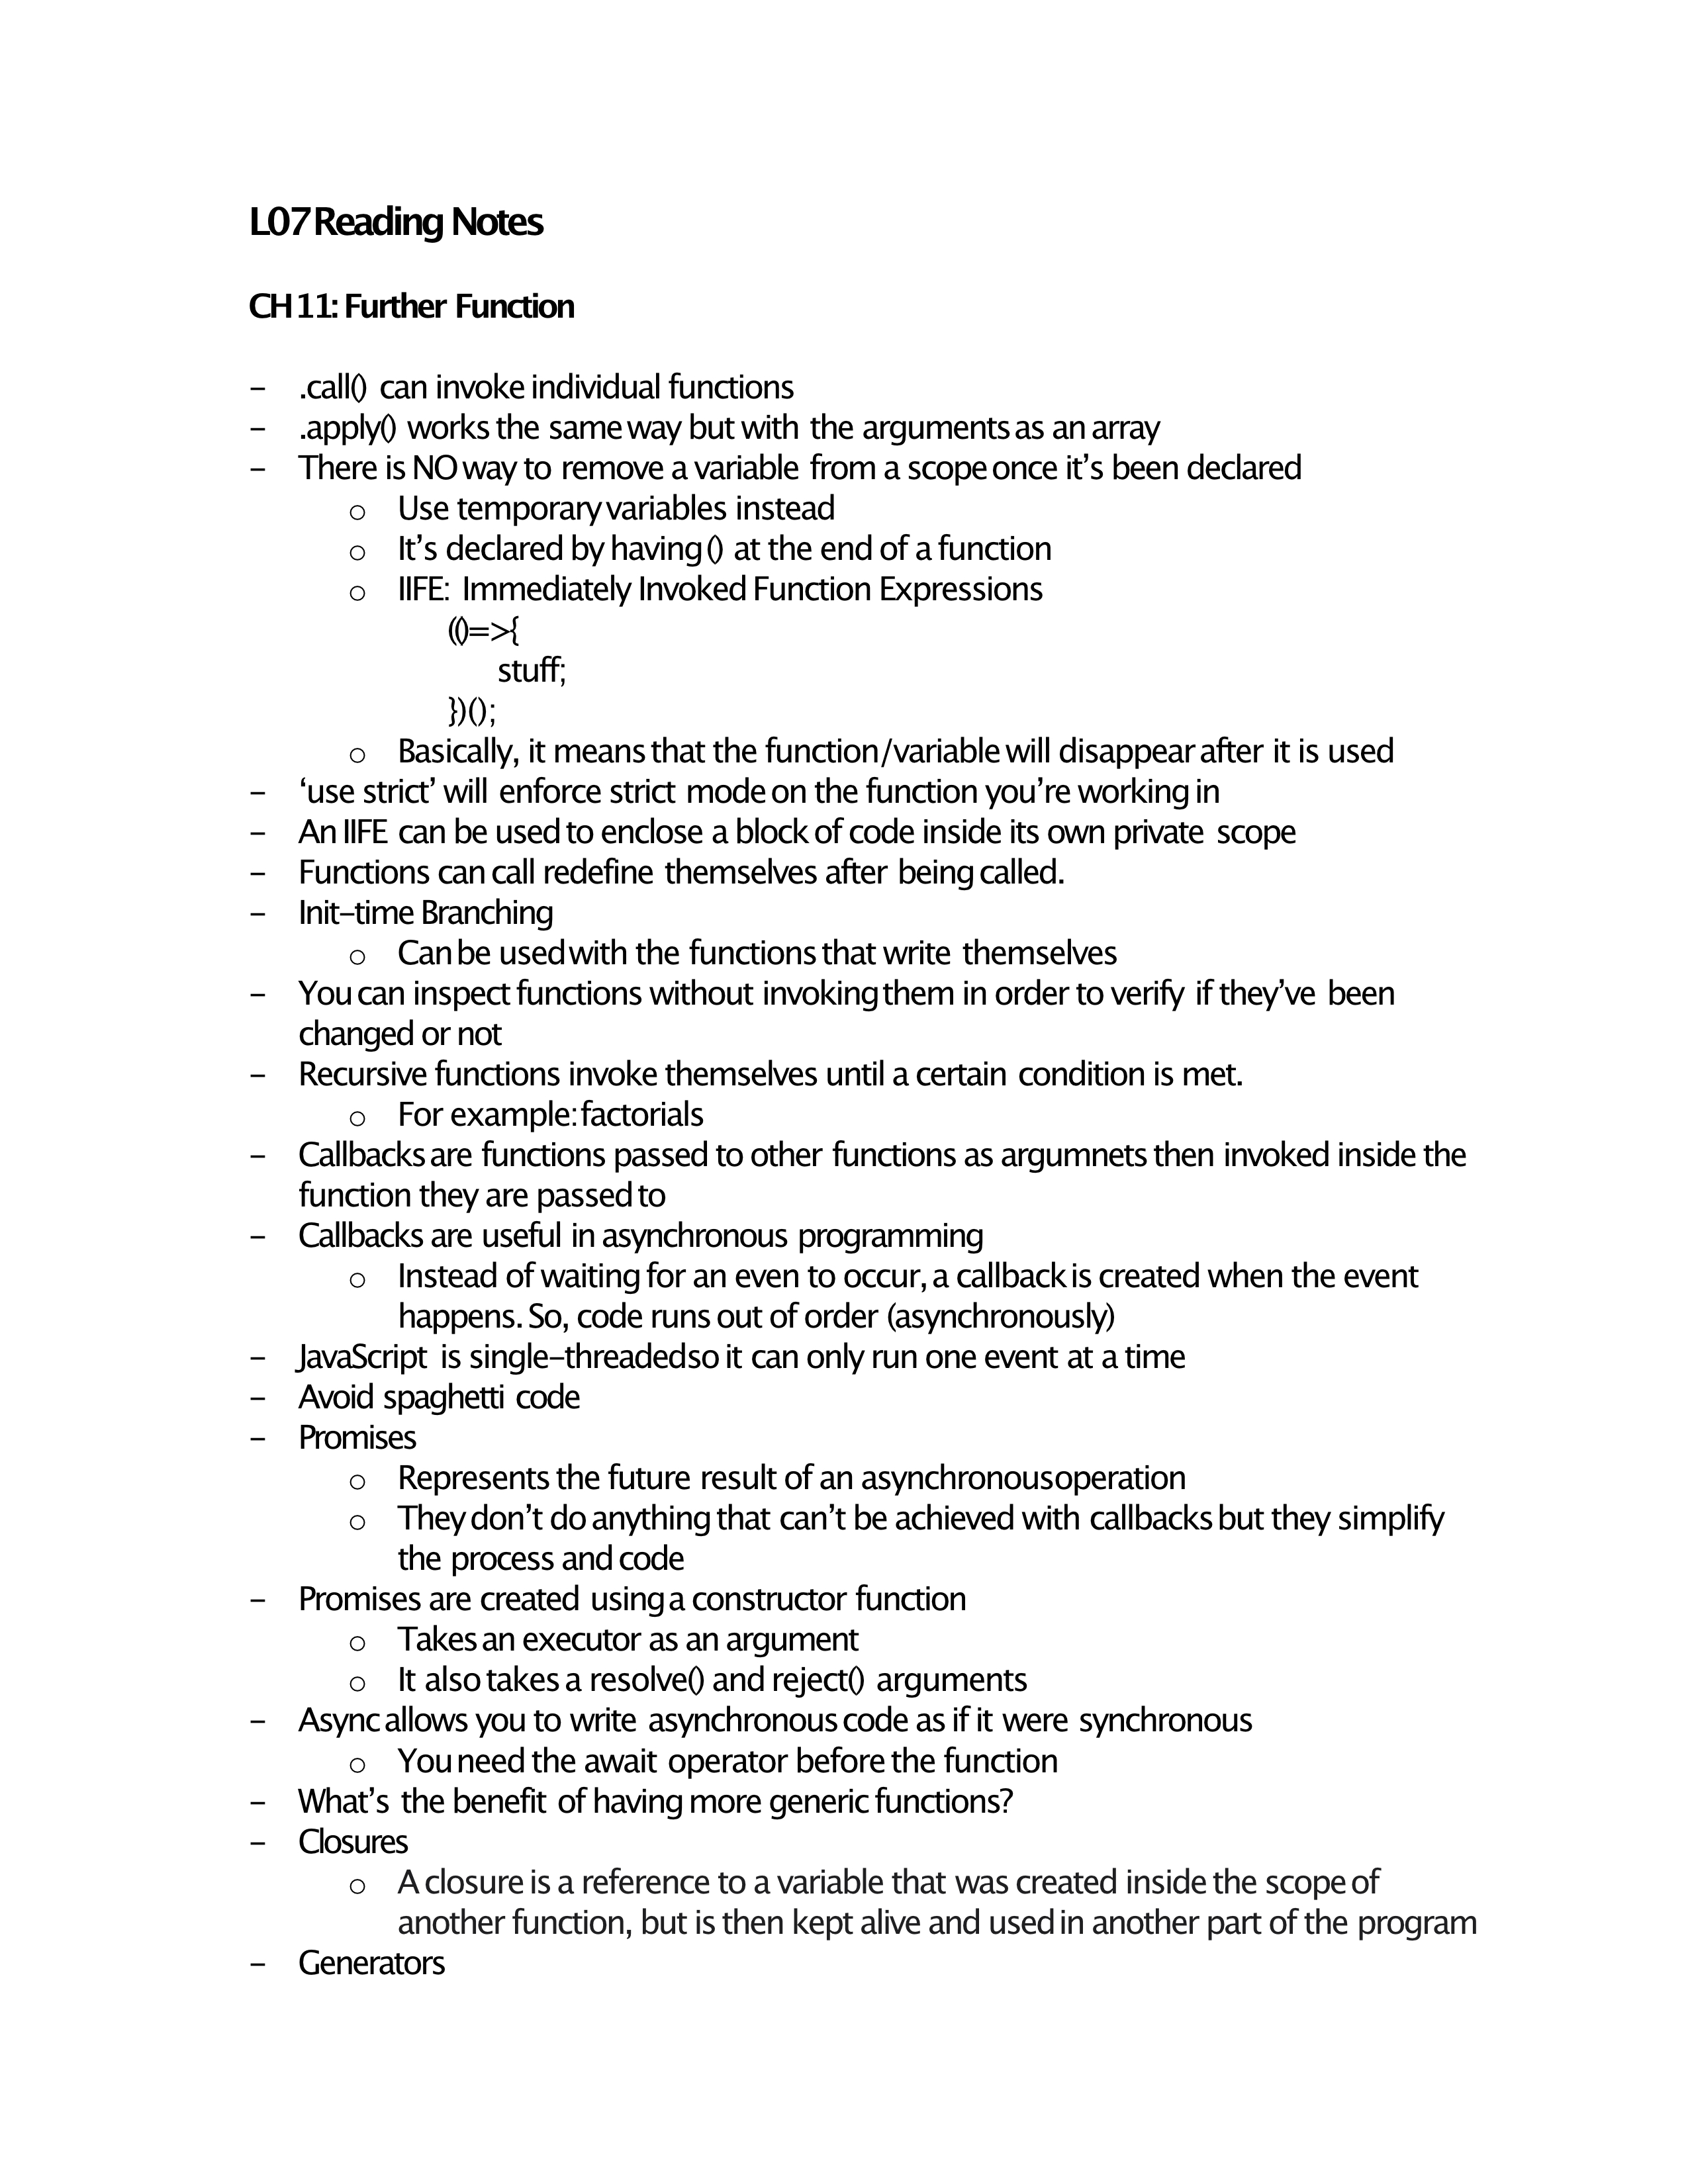 L07 Reading Notes
CH 11: Further Function
- .call() can invoke individual functions
- .apply() works the same way but with the arguments as an array
- There is NO way to remove a variable from a scope once it’s been declared
o Use temporary variables instead
o It’s declared by having () at the end of a function
o IIFE: Immediately Invoked Function Expressions
(()=>{
stuff;
})();
o Basically, it means that the function/variable will disappear after it is used
- ‘use strict’ will enforce strict mode on the function you’re working in
- An IIFE can be used to enclose a block of code inside its own private scope
- Functions can call redefine themselves after being called.
- Init-time Branching
o Can be used with the functions that write themselves
- You can inspect functions without invoking them in order to verify if they’ve been
changed or not
- Recursive functions invoke themselves until a certain condition is met.
o For example: factorials
- Callbacks are functions passed to other functions as argumnets then invoked inside the
function they are passed to
- Callbacks are useful in asynchronous programming
o Instead of waiting for an even to occur, a callback is created when the event
happens. So, code runs out of order (asynchronously)
- JavaScript is single-threaded so it can only run one event at a time
- Avoid spaghetti code
- Promises
o Represents the future result of an asynchronous operation
o They don’t do anything that can’t be achieved with callbacks but they simplify
the process and code
- Promises are created using a constructor function
o Takes an executor as an argument
o It also takes a resolve() and reject() arguments
- Async allows you to write asynchronous code as if it were synchronous
o You need the await operator before the function
- What’s the benefit of having more generic functions?
- Closures
o A closure is a reference to a variable that was created inside the scope of
another function, but is then kept alive and used in another part of the program
- Generators